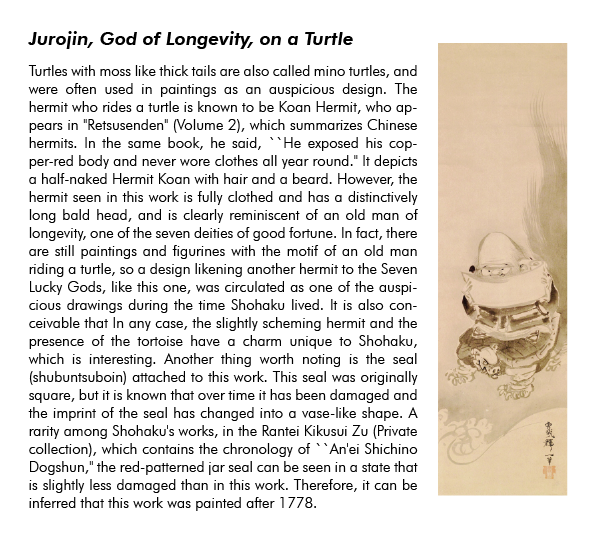 Jurojin, God of Longevity, on a Turtle
Turtles with moss like thick tails are also called mino turtles, and
were often used in paintings as an auspicious design. The
hermit who rides a turtle is known to be Koan Hermit, who ap-
pears in "Retsusenden" (Volume 2), which summarizes Chinese
hermits. In the same book, he said, ``He exposed his cop-
per-red body and never wore clothes all year round." It depicts
a half-naked Hermit Koan with hair and a beard. However, the
hermit seen in this work is fully clothed and has a distinctively
long bald head, and is clearly reminiscent of an old man of
longevity, one of the seven deities of good fortune. In fact, there
are still paintings and figurines with the motif of an old man
riding a turtle, so a design likening another hermit to the Seven
Lucky Gods, like this one, was circulated as one of the auspi-
cious drawings during the time Shohaku lived. It is also con-
ceivable that In any case, the slightly scheming hermit and the
presence of the tortoise have a charm unique to Shohaku,
which is interesting. Another thing worth noting is the seal
(shubuntsuboin) attached to this work. This seal was originally
square, but it is known that over time it has been damaged and
the imprint of the seal has changed into a vase-like shape. A
rarity among Shohaku's works, in the Rantei Kikusui Zu (Private
collection), which contains the chronology of ``An'ei Shichino
Dogshun," the red-patterned jar seal can be seen in a state that
is slightly less damaged than in this work. Therefore, it can be
inferred that this work was painted after 1778.